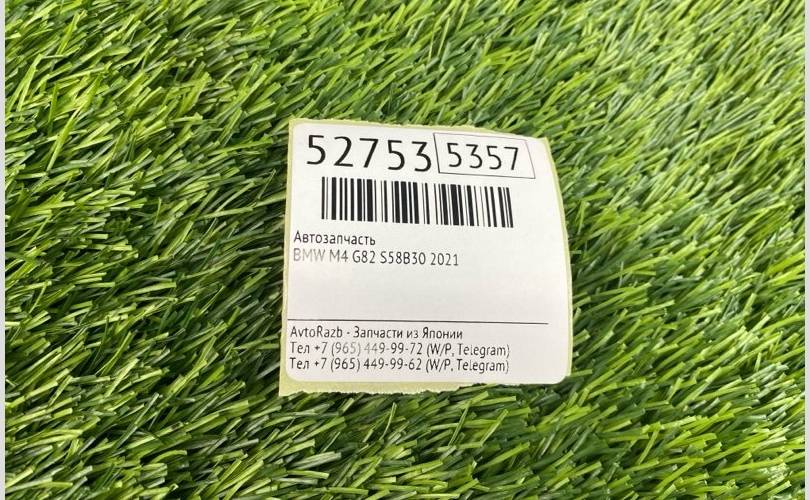 52753 5357
Автозапчасть
BMW M4 G82 S58B30 2021
AvtoRazb - Запчасти из Японии
Тел +7 (965) 449-99-72 (W/P, Telegram)
Тел +7 (965) 449-99-62 (W/P, Telegram)